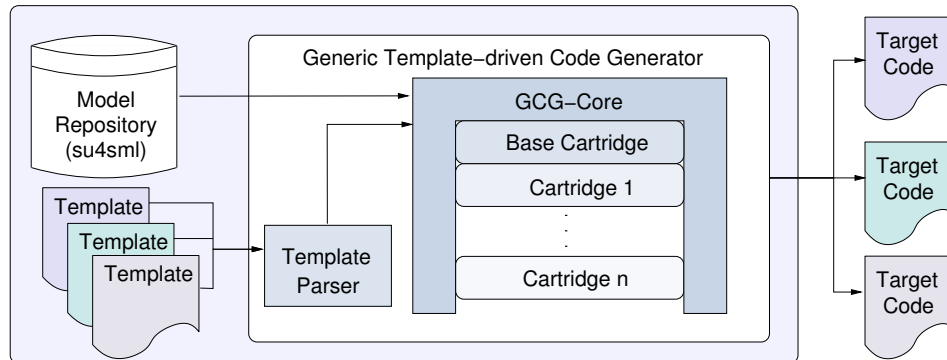 Generic Template−driven Code Generator
Model
Repository
(su4sml)
GCG−Core
Base Cartridge
Cartridge 1
.
.
.
Cartridge n
Template
Template
Template
Template
Parser
Target
Code
Target
Code
Target
Code